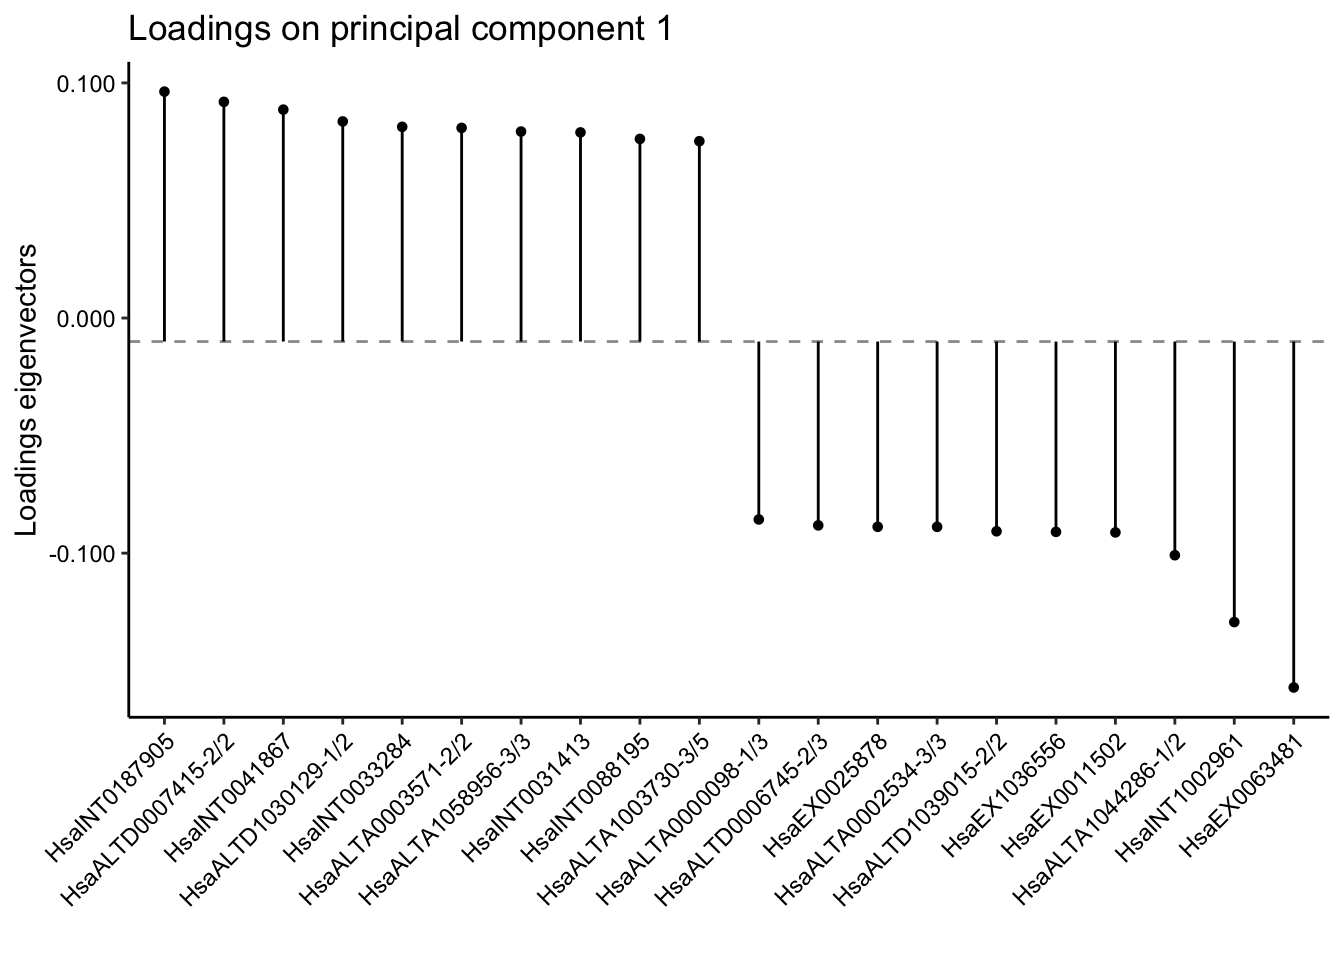 Loadings on principal component 1
Loadings eigenvectors
0.100
0.000
-0.100
HsaINT0187905
HsaALTD0007415-2/2
HsaINT0041867
HsaALTD1030129-1/2
HsaINT0033284
HsaALTA0003571-2/2
HsaALTA1058956-3/3
HsaINT0031413
HsaINT0088195
HsaALTA1003730-3/5
HsaALTA0000098-1/3
HsaALTD0006745-2/3
HsaEX0025878
HsaALTA0002534-3/3
HsaALTD1039015-2/2
HsaEX1036556
HsaEX0011502
HsaALTA1044286-1/2
HsaINT1002961
HsaEX0063481